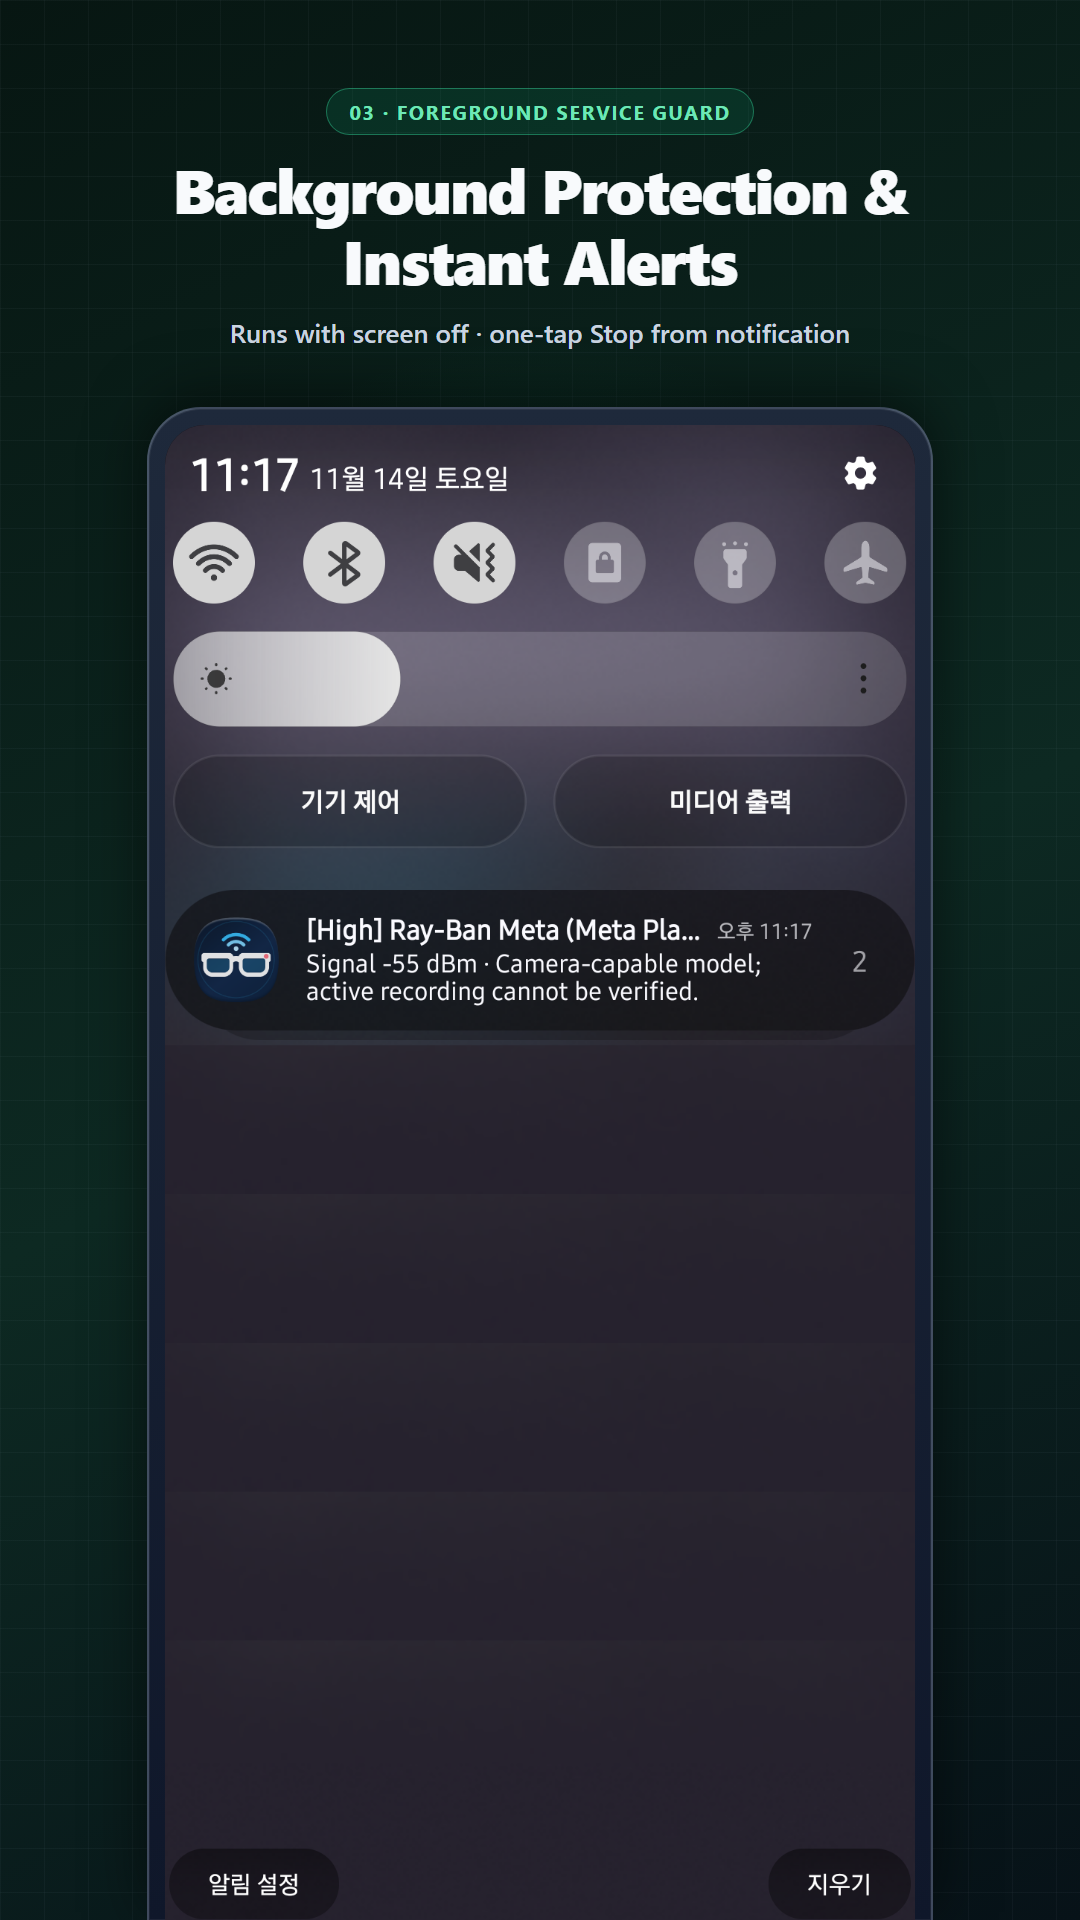 03 · FOREGROUND SERVICE GUARD
Background Protection &
Instant Alerts
Runs with screen off · one-tap Stop from notification
11:17 11월 14일 토요일
기기 제어
미디어 출력
[High] Ray-Ban Meta (Meta Pla... 오후 11:17
Signal -55 dBm · Camera-capable model;
2
active recording cannot be verified.
알림 설정
지우기